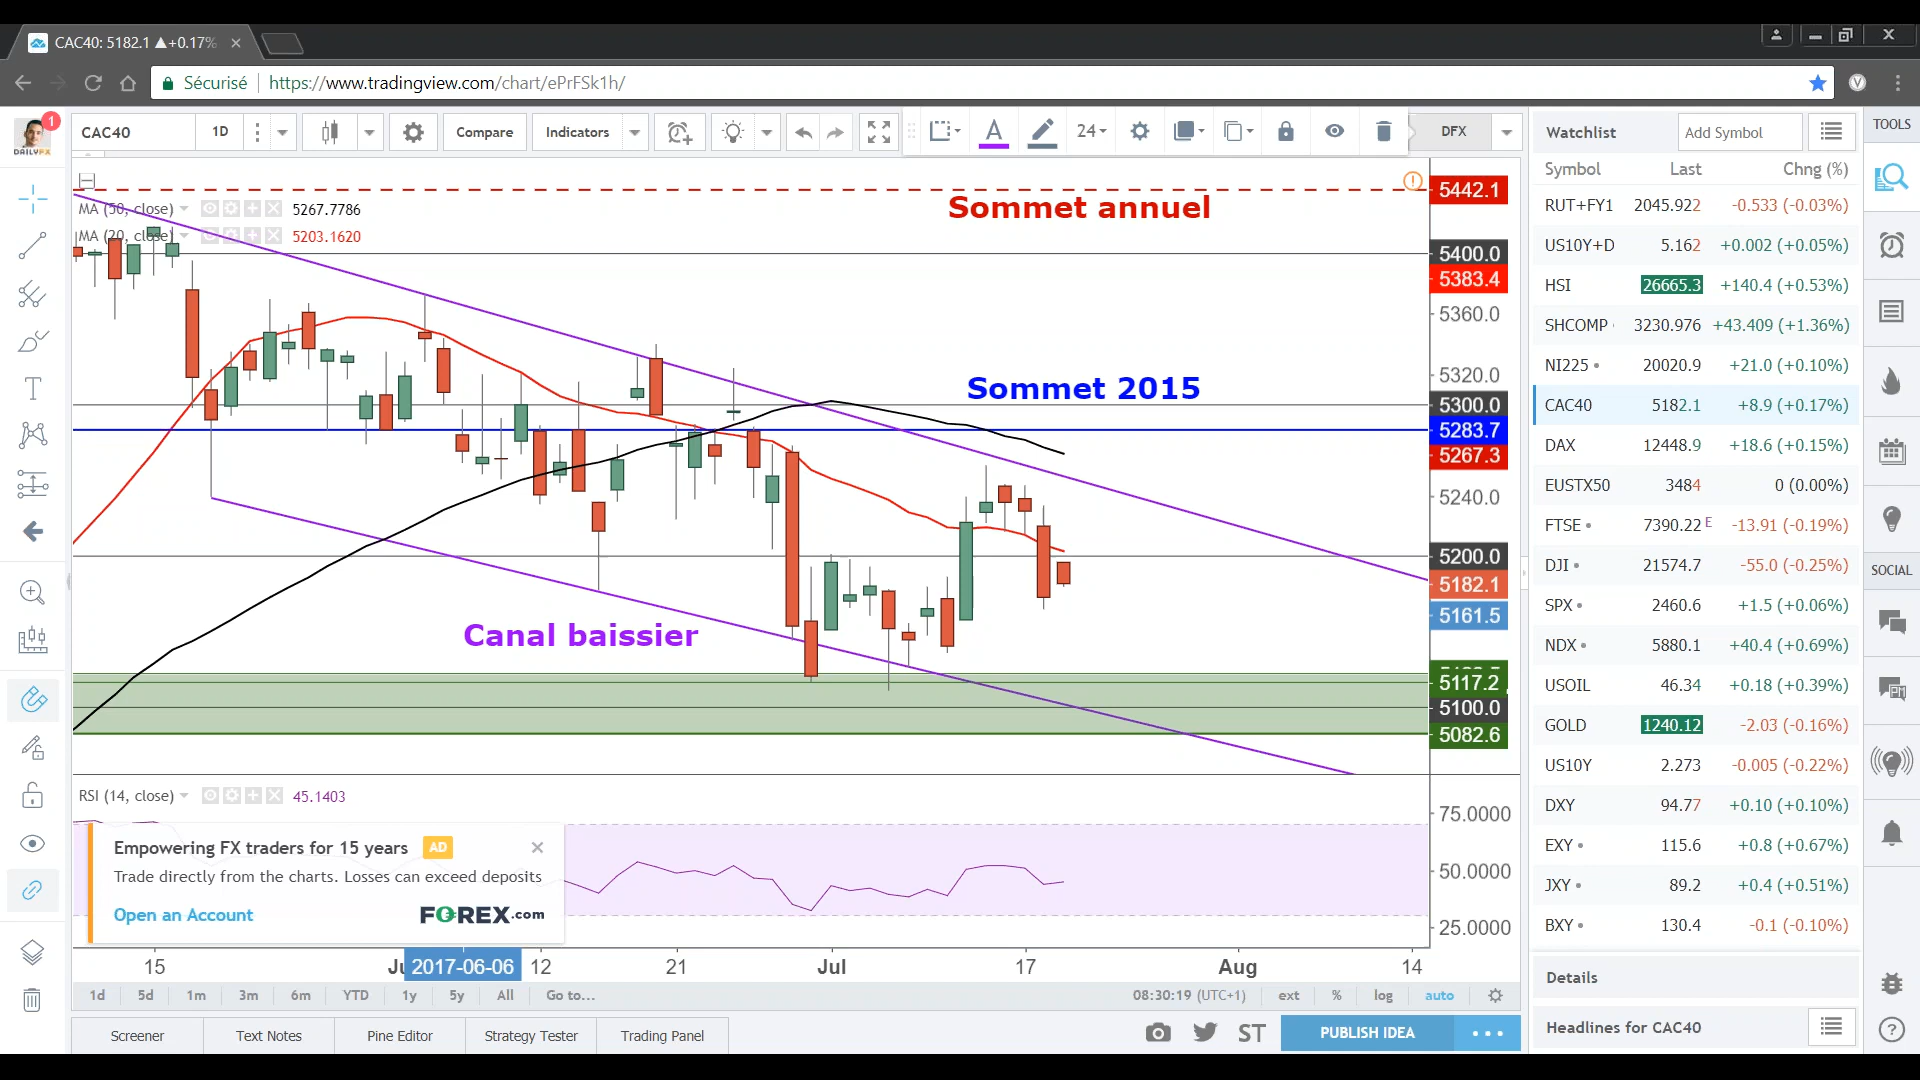 CAC40: 5182.1 ▲+0.17%
Sécurisé
https://www.tradingview.com/chart/ePrFSk1h/
1
DAILYFX
CAC40
1D
Compare
Indicators
24
DFX
MA (50, close) 5267.7786
MA (20, close) 5203.1620
Sommet annuel
Sommet 2015
Canal baissier
5442.1
5400.0
5383.4
5360.0
5320.0
5300.0
5283.7
5267.3
5240.0
5200.0
5182.1
5161.5
5117.2
5100.0
5082.6
RSI (14, close) 45.1403
75.0000
50.0000
25.0000
Empowering FX traders for 15 years AD
Trade directly from the charts. Losses can exceed deposits
Open an Account FOREX.com
15 2017-06-06 12 21 Jul 17 Aug 14
1d 5d 1m 3m 6m YTD 1y 5y All Go to...
08:30:19 (UTC+1) ext % log auto
Screener Text Notes Pine Editor Strategy Tester Trading Panel
ST PUBLISH IDEA
Watchlist Add Symbol
Symbol Last Chng (%)
RUT+FY1 2045.922 -0.533 (-0.03%)
US10Y+D 5.162 +0.002 (+0.05%)
HSI 26665.3 +140.4 (+0.53%)
SHCOMP 3230.976 +43.409 (+1.36%)
NI225 20020.9 +21.0 (+0.10%)
CAC40 5182.1 +8.9 (+0.17%)
DAX 12448.9 +18.6 (+0.15%)
EUSTX50 3484 0 (0.00%)
FTSE 7390.22 E -13.91 (-0.19%)
DJI 21574.7 -55.0 (-0.25%)
SPX 2460.6 +1.5 (+0.06%)
NDX 5880.1 +40.4 (+0.69%)
USOIL 46.34 +0.18 (+0.39%)
GOLD 1240.12 -2.03 (-0.16%)
US10Y 2.273 -0.005 (-0.22%)
DXY 94.77 +0.10 (+0.10%)
EXY 115.6 +0.8 (+0.67%)
JXY 89.2 +0.4 (+0.51%)
BXY 130.4 -0.1 (-0.10%)
Details
Headlines for CAC40
TOOLS
SOCIAL